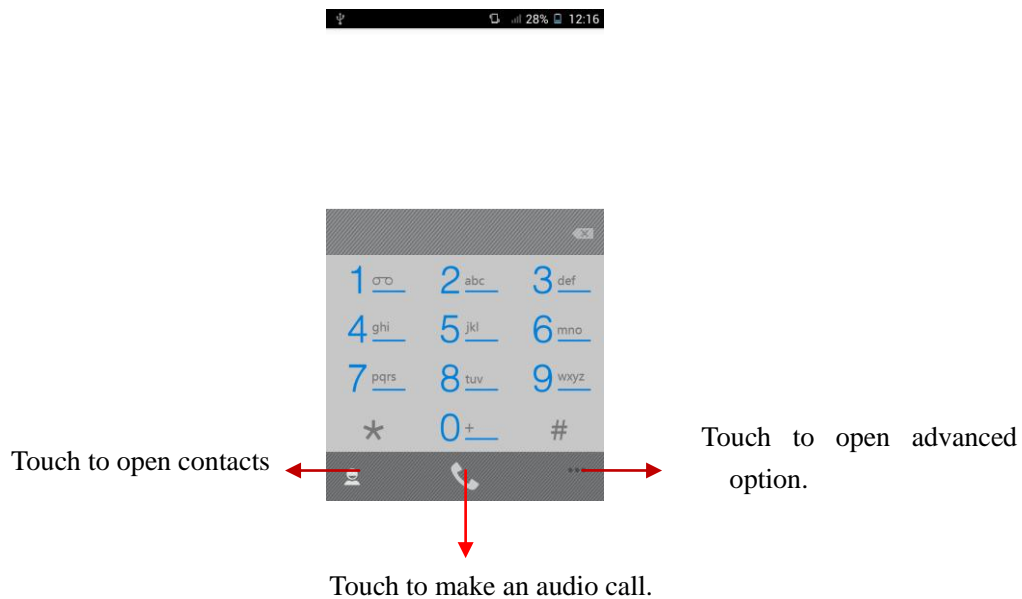 28% 12:16
1 2 abc 3 def
4 ghi 5 jkl 6 mno
7 pqrs 8 tuv 9 wxyz
* 0 + #
Touch to open contacts
Touch to open advanced
option.
Touch to make an audio call.